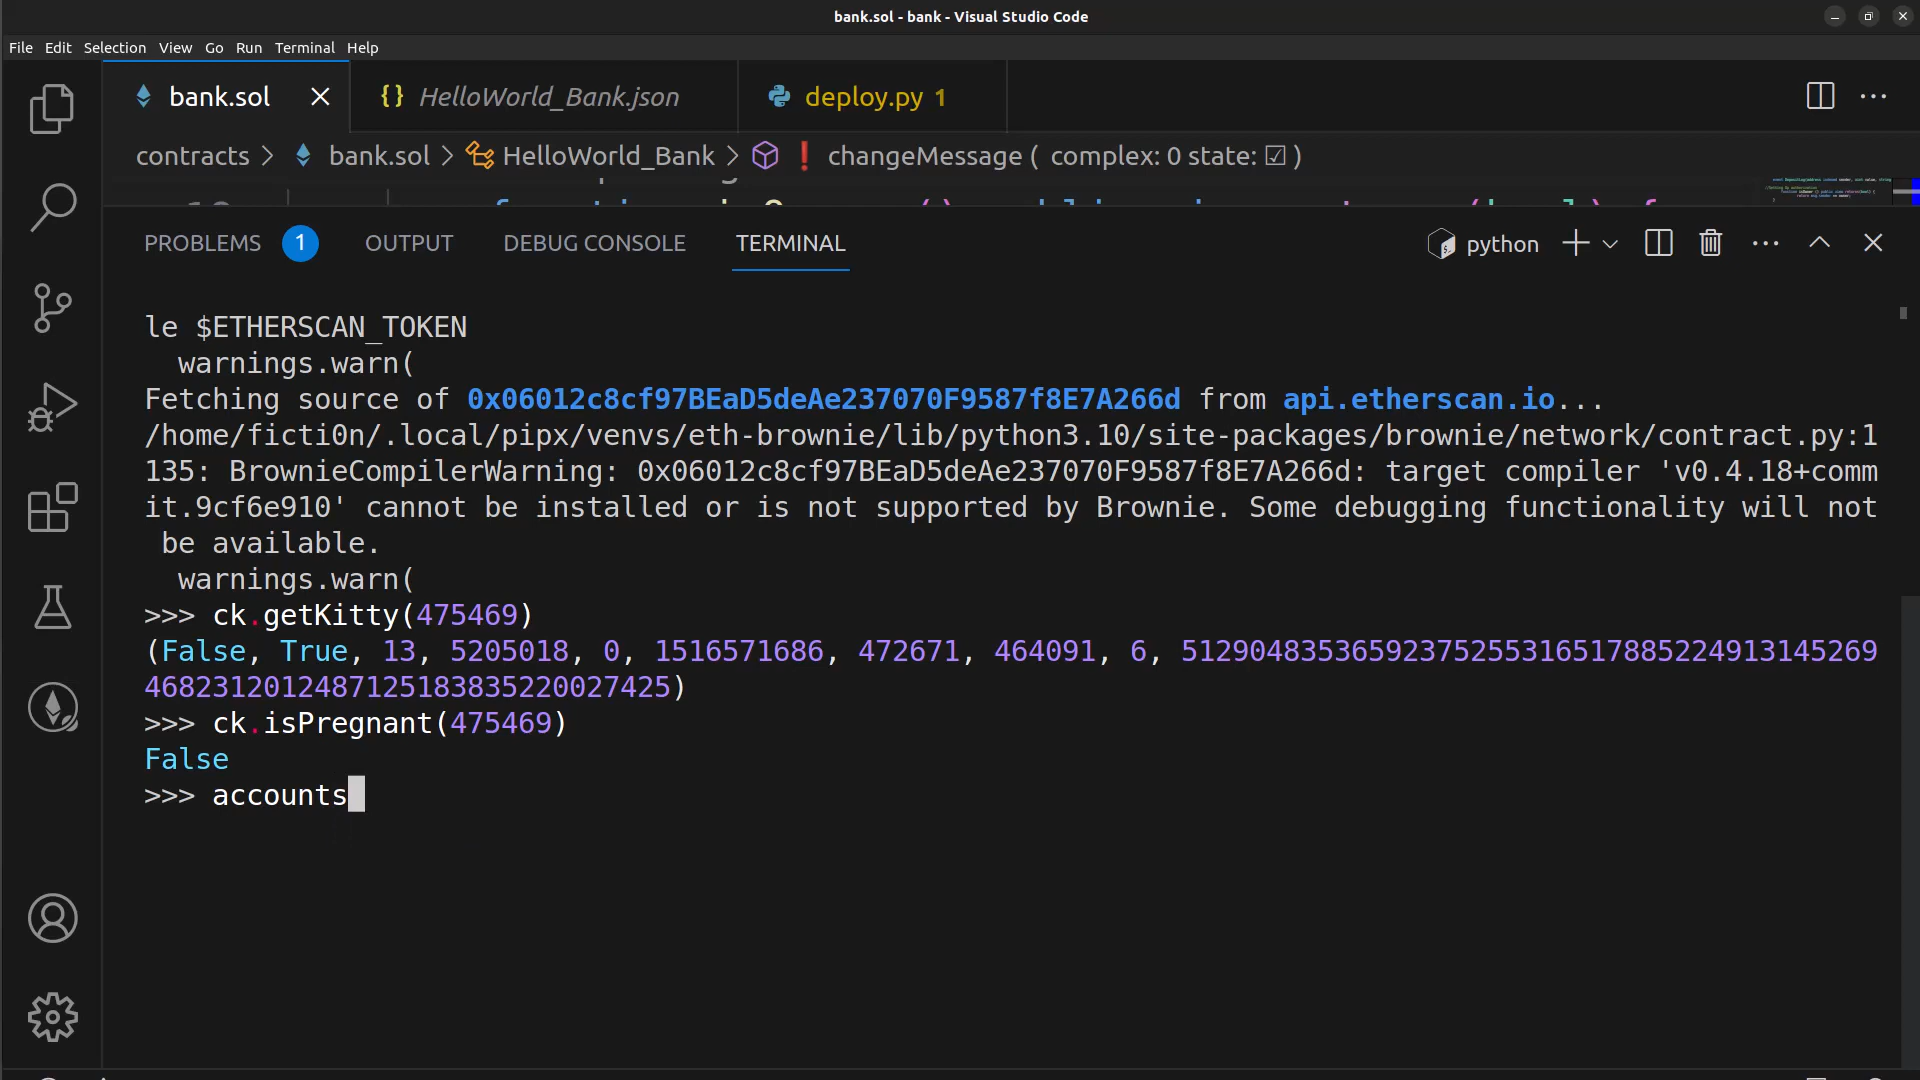 bank.sol - bank - Visual Studio Code
File Edit Selection View Go Run Terminal Help
bank.sol HelloWorld_Bank.json deploy.py 1
contracts > bank.sol > HelloWorld_Bank > changeMessage ( complex: 0 state: ☑ )
PROBLEMS 1 OUTPUT DEBUG CONSOLE TERMINAL python
le $ETHERSCAN_TOKEN
  warnings.warn(
Fetching source of 0x06012c8cf97BEaD5deAe237070F9587f8E7A266d from api.etherscan.io...
/home/ficti0n/.local/pipx/venvs/eth-brownie/lib/python3.10/site-packages/brownie/network/contract.py:1
135: BrownieCompilerWarning: 0x06012c8cf97BEaD5deAe237070F9587f8E7A266d: target compiler 'v0.4.18+comm
it.9cf6e910' cannot be installed or is not supported by Brownie. Some debugging functionality will not
 be available.
  warnings.warn(
>>> ck.getKitty(475469)
(False, True, 13, 5205018, 0, 1516571686, 472671, 464091, 6, 51290483536592375255316517885224913145269
4682312012487125183835220027425)
>>> ck.isPregnant(475469)
False
>>> accounts